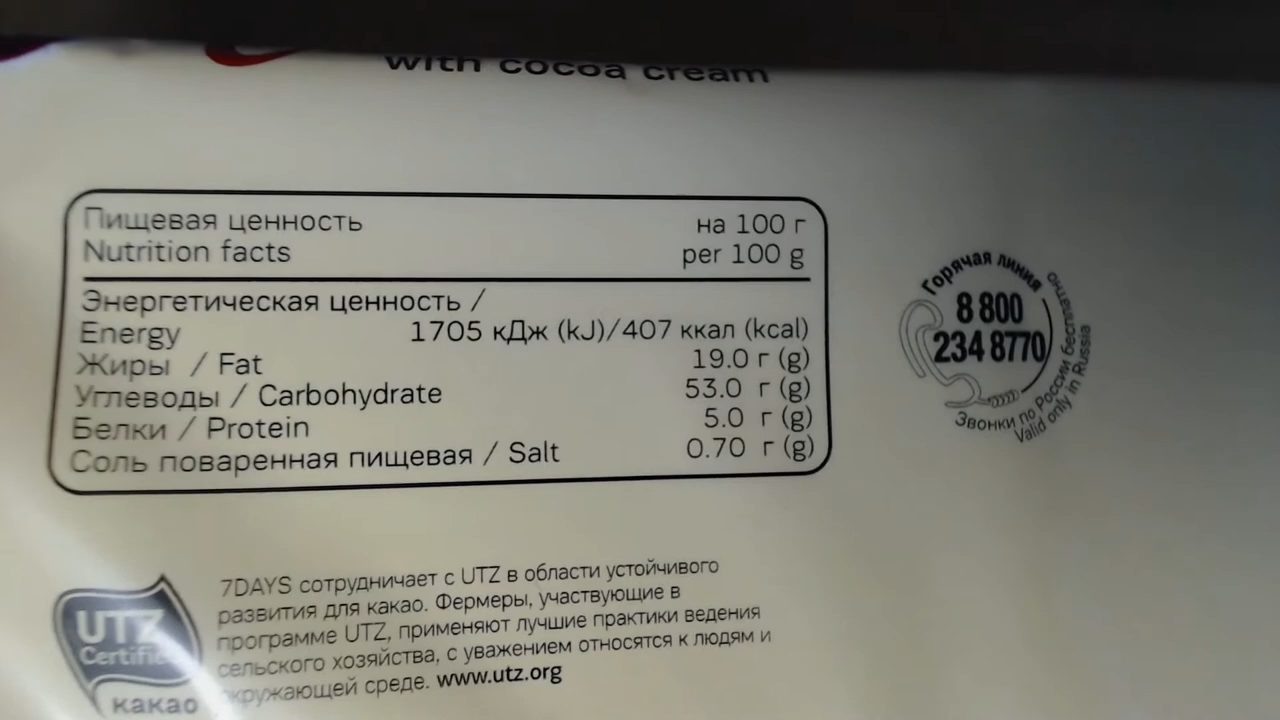 with cocoa cream
Пищевая ценность на 100 г
Nutrition facts per 100 g
Энергетическая ценность /
Energy 1705 кДж (kJ)/407 ккал (kcal)
Жиры / Fat 19.0 г (g)
Углеводы / Carbohydrate 53.0 г (g)
Белки / Protein 5.0 г (g)
Соль поваренная пищевая / Salt 0.70 г (g)
Горячая линия
8 800
234 8770
Звонки по России бесплатно
Valid only in Russia
7DAYS сотрудничает с UTZ в области устойчивого
развития для какао. Фермеры, участвующие в
программе UTZ, применяют лучшие практики ведения
сельского хозяйства, с уважением относятся к людям и
окружающей среде. www.utz.org
UTZ
какао